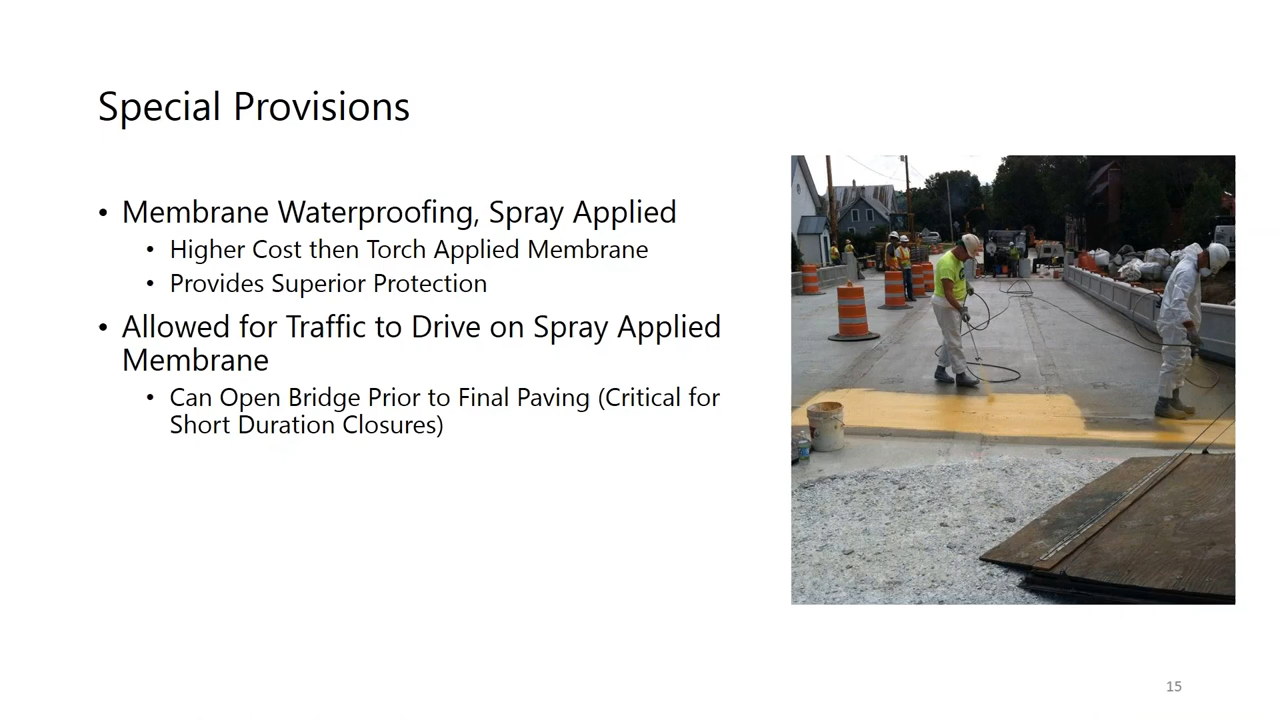 Special Provisions
• Membrane Waterproofing, Spray Applied
• Higher Cost then Torch Applied Membrane
• Provides Superior Protection
• Allowed for Traffic to Drive on Spray Applied
Membrane
• Can Open Bridge Prior to Final Paving (Critical for
Short Duration Closures)
15